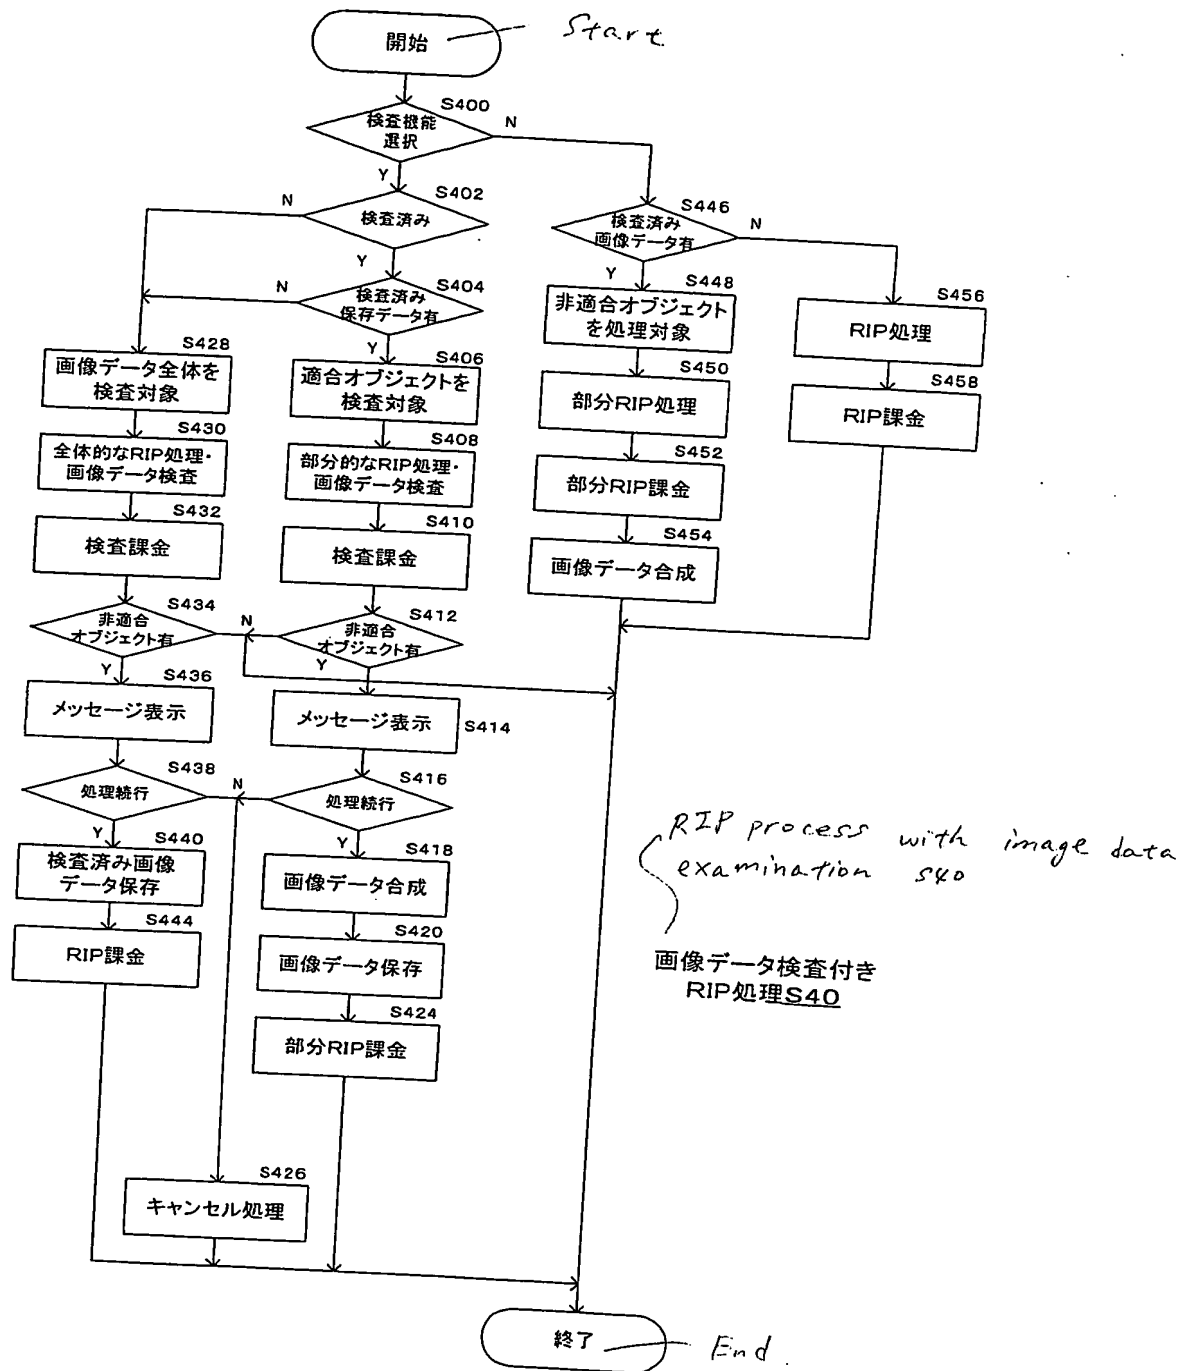 開始
Start
S400
検査機能
選択
N
Y
S402
N
検査済み
Y
S446
検査済み
画像データ有
N
Y
S404
N
検査済み
保存データ有
Y
S448
非適合オブジェクト
を処理対象
S456
RIP処理
S428
画像データ全体を
検査対象
S406
適合オブジェクトを
検査対象
S450
部分RIP処理
S458
RIP課金
S430
全体的なRIP処理・
画像データ検査
S408
部分的なRIP処理・
画像データ検査
S452
部分RIP課金
S432
検査課金
S410
検査課金
S454
画像データ合成
S434
非適合
オブジェクト有
N
Y
S412
非適合
オブジェクト有
Y
S436
メッセージ表示
メッセージ表示
S414
S438
処理続行
N
Y
S416
処理続行
Y
S440
検査済み画像
データ保存
S418
画像データ合成
S444
RIP課金
S420
画像データ保存
S424
部分RIP課金
S426
キャンセル処理
RIP process with image data
examination S40
画像データ検査付き
RIP処理S40
終了
End.